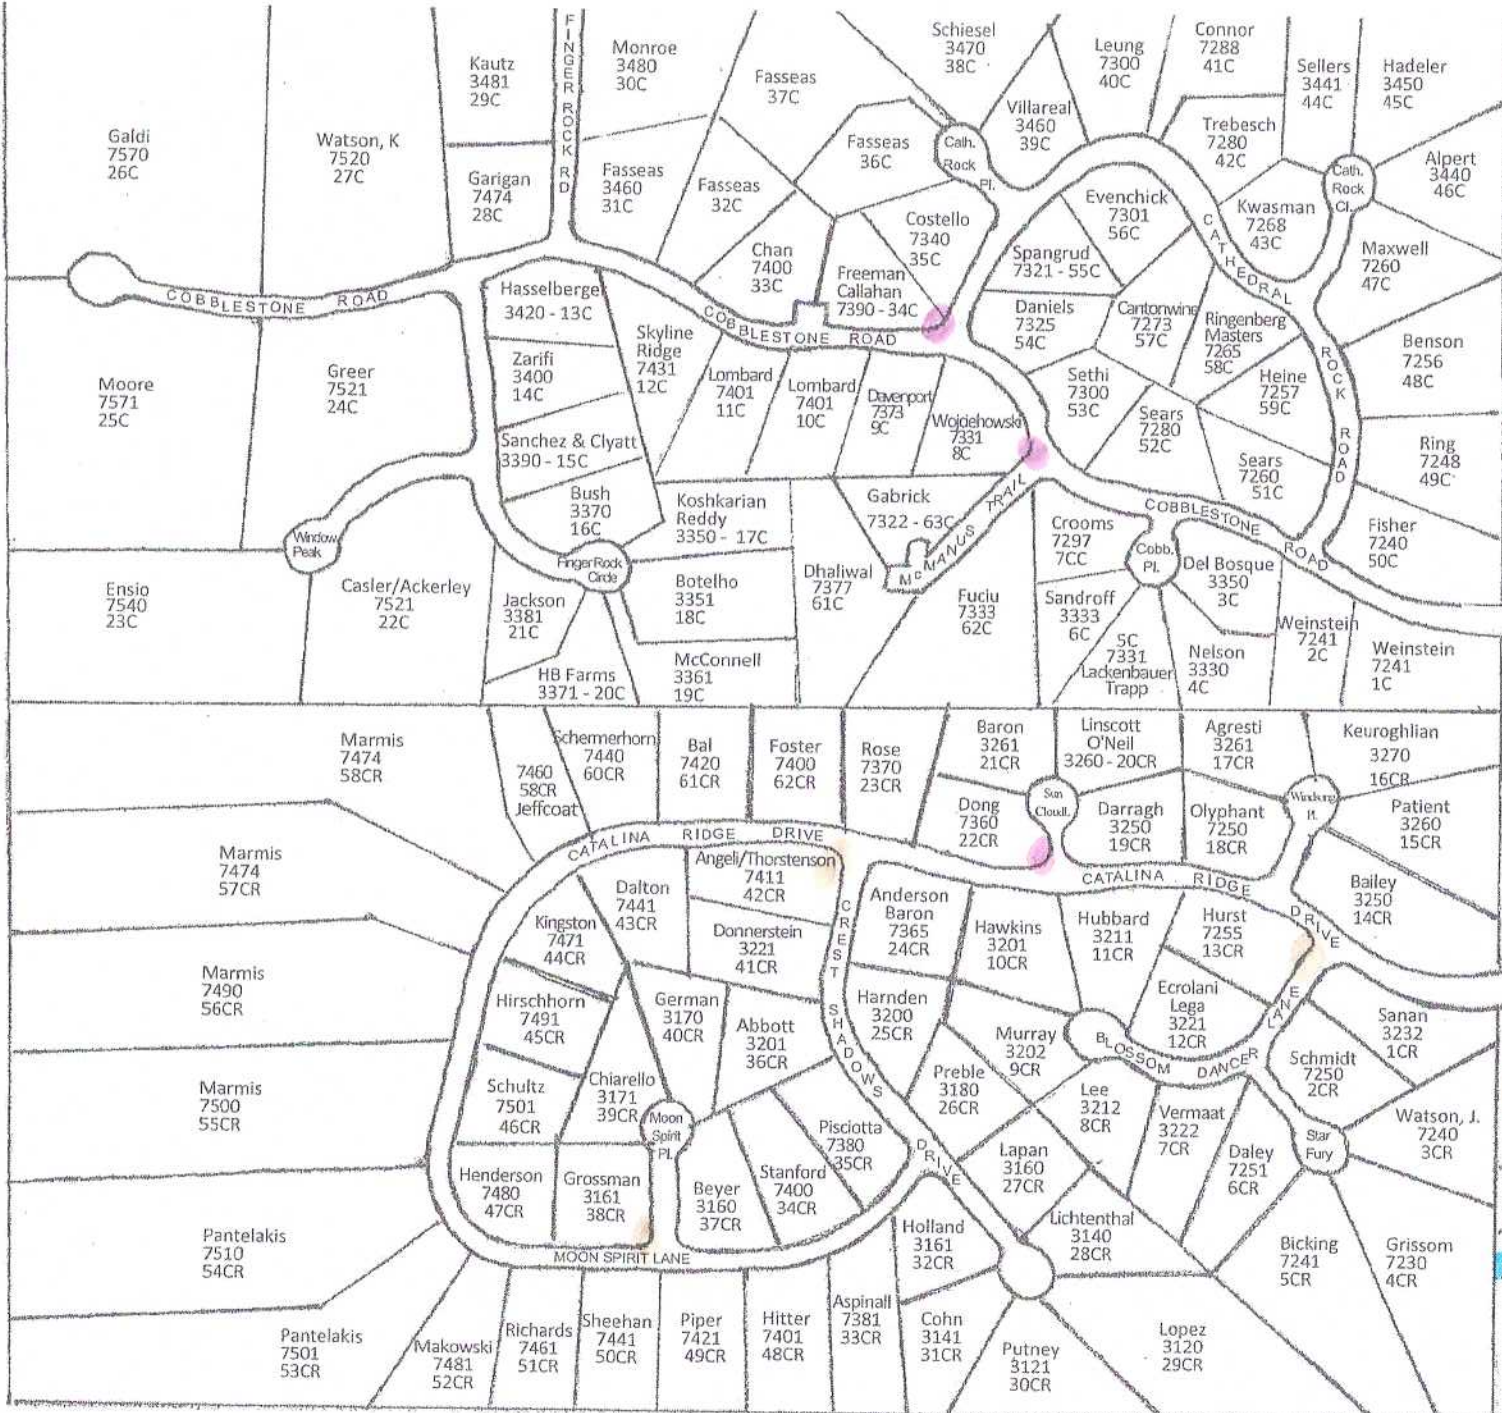 Galdi
7570
26C
Watson, K
7520
27C
Kautz
3481
29C
FINGER ROCK RD
Monroe
3480
30C
Fasseas
37C
Schiesel
3470
38C
Leung
7300
40C
Connor
7288
41C
Sellers
3441
44C
Hadeler
3450
45C
Garigan
7474
28C
Fasseas
3460
31C
Fasseas
32C
Fasseas
36C
Cath.
Rock
Pl.
Villareal
3460
39C
Trebesch
7280
42C
Cath.
Rock
Cl.
Alpert
3440
46C
Chan
7400
33C
Freeman
Callahan
7390 - 34C
Costello
7340
35C
Spangrud
7321 - 55C
Evenchick
7301
56C
Kwasman
7268
43C
Maxwell
7260
47C
COBBLESTONE ROAD
COBBLESTONE ROAD
CATHEDRAL ROCK ROAD
Hasselberge
3420 - 13C
Skyline
Ridge
7431
12C
Daniels
7325
54C
Cantonwine
7273
57C
Ringenberg
Masters
7265
58C
Benson
7256
48C
Moore
7571
25C
Greer
7521
24C
Zarifi
3400
14C
Lombard
7401
11C
Lombard
7401
10C
Davenport
7373
9C
Wojciehowski
7331
8C
Sethi
7300
53C
Sears
7280
52C
Heine
7257
59C
Sanchez & Clyatt
3390 - 15C
Sears
7260
51C
Ring
7248
49C
Bush
3370
16C
Koshkarian
Reddy
3350 - 17C
Gabrick
7322 - 63C
McMANUS TRAIL
Crooms
7297
7CC
COBBLESTONE ROAD
Fisher
7240
50C
Window
Peak
Finger Rock
Circle
Cobb.
Pl.
Del Bosque
3350
3C
Ensio
7540
23C
Casler/Ackerley
7521
22C
Jackson
3381
21C
Botelho
3351
18C
Dhaliwal
7377
61C
Fuciu
7333
62C
Sandroff
3333
6C
5C
7331
Lackenbauer
Trapp
Nelson
3330
4C
Weinstein
7241
2C
Weinstein
7241
1C
HB Farms
3371 - 20C
McConnell
3361
19C
Marmis
7474
58CR
7460
58CR
Jeffcoat
Schermerhorn
7440
60CR
Bal
7420
61CR
Foster
7400
62CR
Rose
7370
23CR
Baron
3261
21CR
Linscott
O'Neil
3260 - 20CR
Agresti
3261
17CR
Keuroghlian
3270
16CR
Dong
7360
22CR
Sun
Cloud
Darragh
3250
19CR
Olyphant
7250
18CR
Windsong
Pl.
Patient
3260
15CR
CATALINA RIDGE DRIVE
CATALINA RIDGE DRIVE
Marmis
7474
57CR
Angeli/Thorstenson
7411
42CR
Dalton
7441
43CR
CREST SHADOWS DRIVE
Anderson
Baron
7365
24CR
Hawkins
3201
10CR
Hubbard
3211
11CR
Hurst
7255
13CR
Bailey
3250
14CR
Kingston
7471
44CR
Donnerstein
3221
41CR
Marmis
7490
56CR
Hirschhorn
7491
45CR
German
3170
40CR
Abbott
3201
36CR
Harnden
3200
25CR
Murray
3202
9CR
Ecrolani
Lega
3221
12CR
BLOSSOM DANCER LANE
Sanan
3232
1CR
Schmidt
7250
2CR
Marmis
7500
55CR
Schultz
7501
46CR
Chiarello
3171
39CR
Moon
Spirit
Pl.
Preble
3180
26CR
Lee
3212
8CR
Vermaat
3222
7CR
Star
Fury
Watson, J.
7240
3CR
Henderson
7480
47CR
Grossman
3161
38CR
Beyer
3160
37CR
Stanford
7400
34CR
Pisciotta
7380
35CR
Lapan
3160
27CR
Daley
7251
6CR
Pantelakis
7510
54CR
MOON SPIRIT LANE
Holland
3161
32CR
Lichtenthal
3140
28CR
Bicking
7241
5CR
Grissom
7230
4CR
Pantelakis
7501
53CR
Makowski
7481
52CR
Richards
7461
51CR
Sheehan
7441
50CR
Piper
7421
49CR
Hitter
7401
48CR
Aspinall
7381
33CR
Cohn
3141
31CR
Putney
3121
30CR
Lopez
3120
29CR